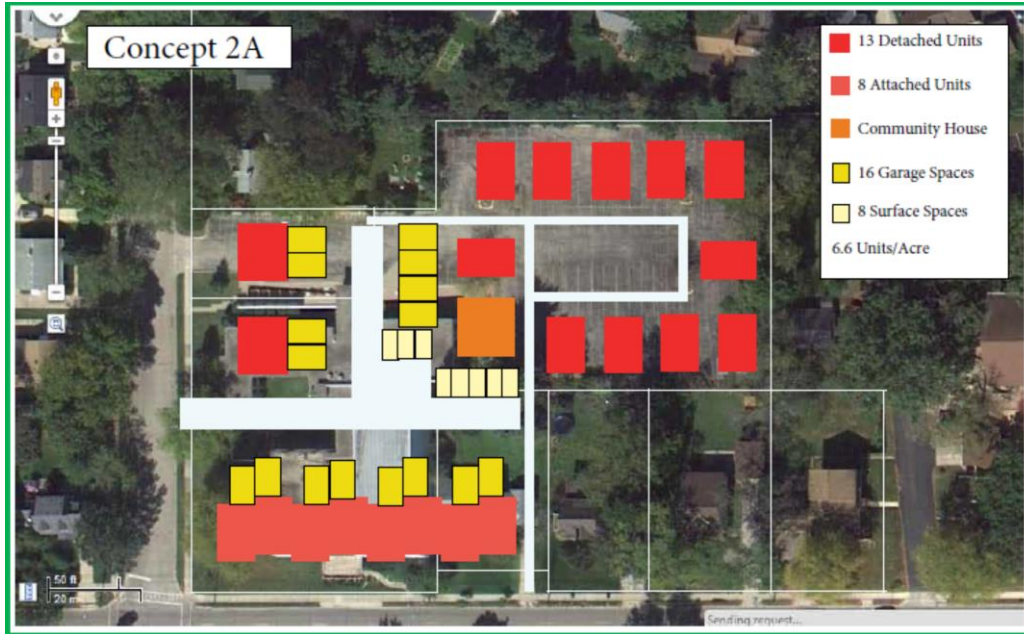 Concept 2A
13 Detached Units
8 Attached Units
Community House
16 Garage Spaces
8 Surface Spaces
6.6 Units/Acre
50 ft
20 m
Sending request...